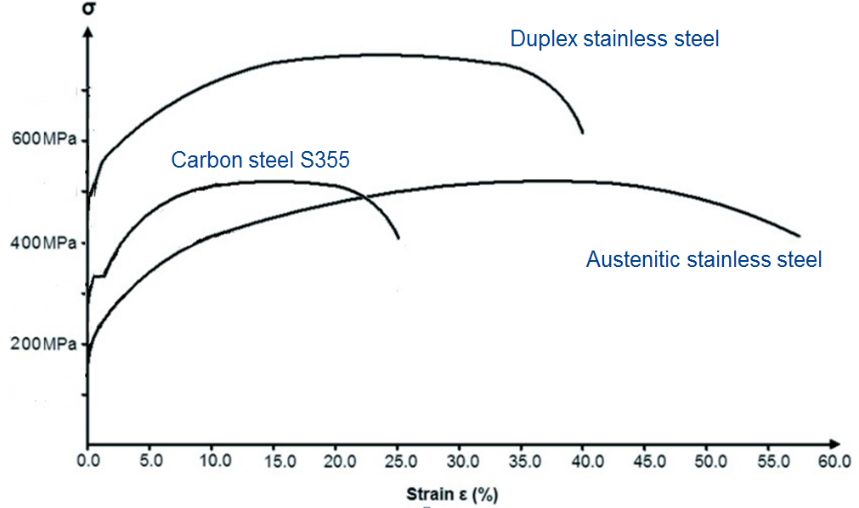 σ
Duplex stainless steel
600MPa
Carbon steel S355
400MPa
Austenitic stainless steel
200MPa
0.0 5.0 10.0 15.0 20.0 25.0 30.0 35.0 40.0 45.0 50.0 55.0 60.0
Strain ε (%)